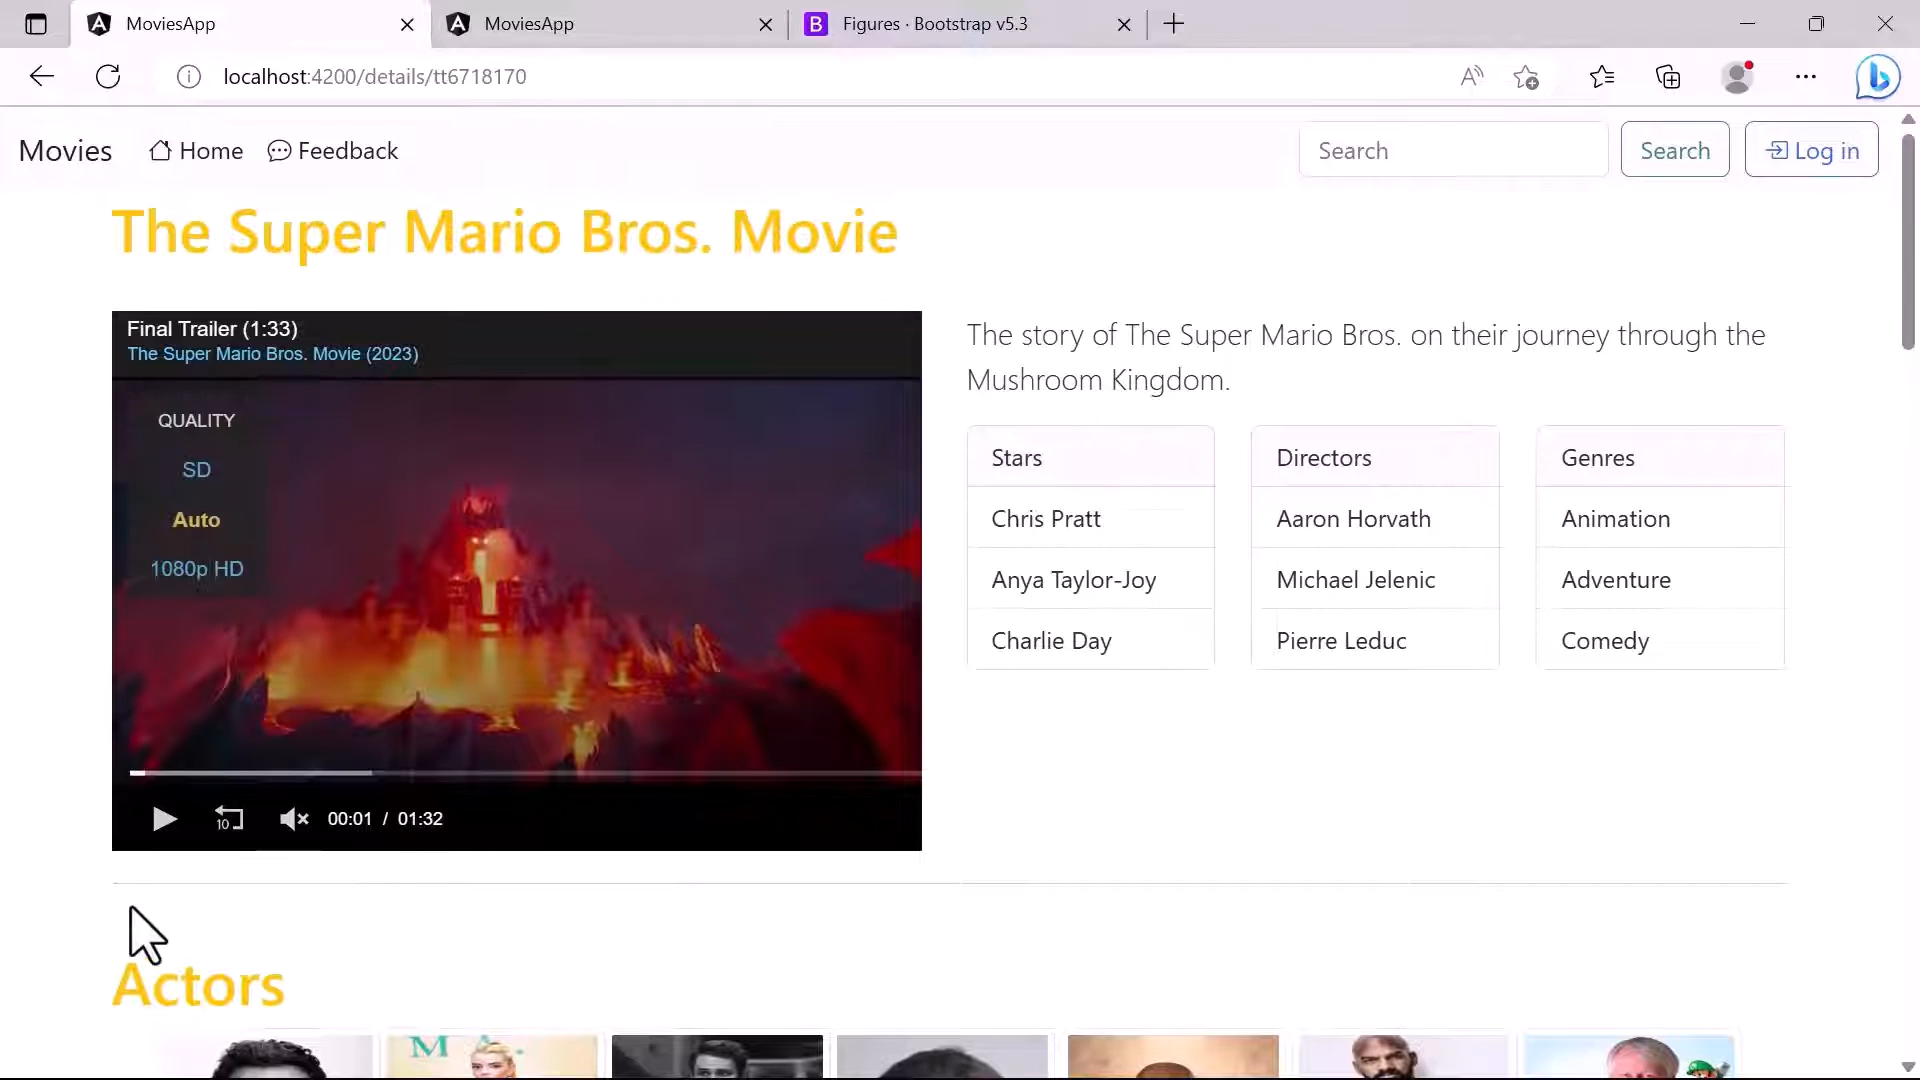 MoviesApp
MoviesApp
Figures · Bootstrap v5.3
localhost:4200/details/tt6718170
Movies
Home
Feedback
Search
Search
Log in
The Super Mario Bros. Movie
Final Trailer (1:33)
The Super Mario Bros. Movie (2023)
QUALITY
SD
Auto
1080p HD
10
00:01 / 01:32
The story of The Super Mario Bros. on their journey through the
Mushroom Kingdom.
Stars
Chris Pratt
Anya Taylor-Joy
Charlie Day
Directors
Aaron Horvath
Michael Jelenic
Pierre Leduc
Genres
Animation
Adventure
Comedy
Actors